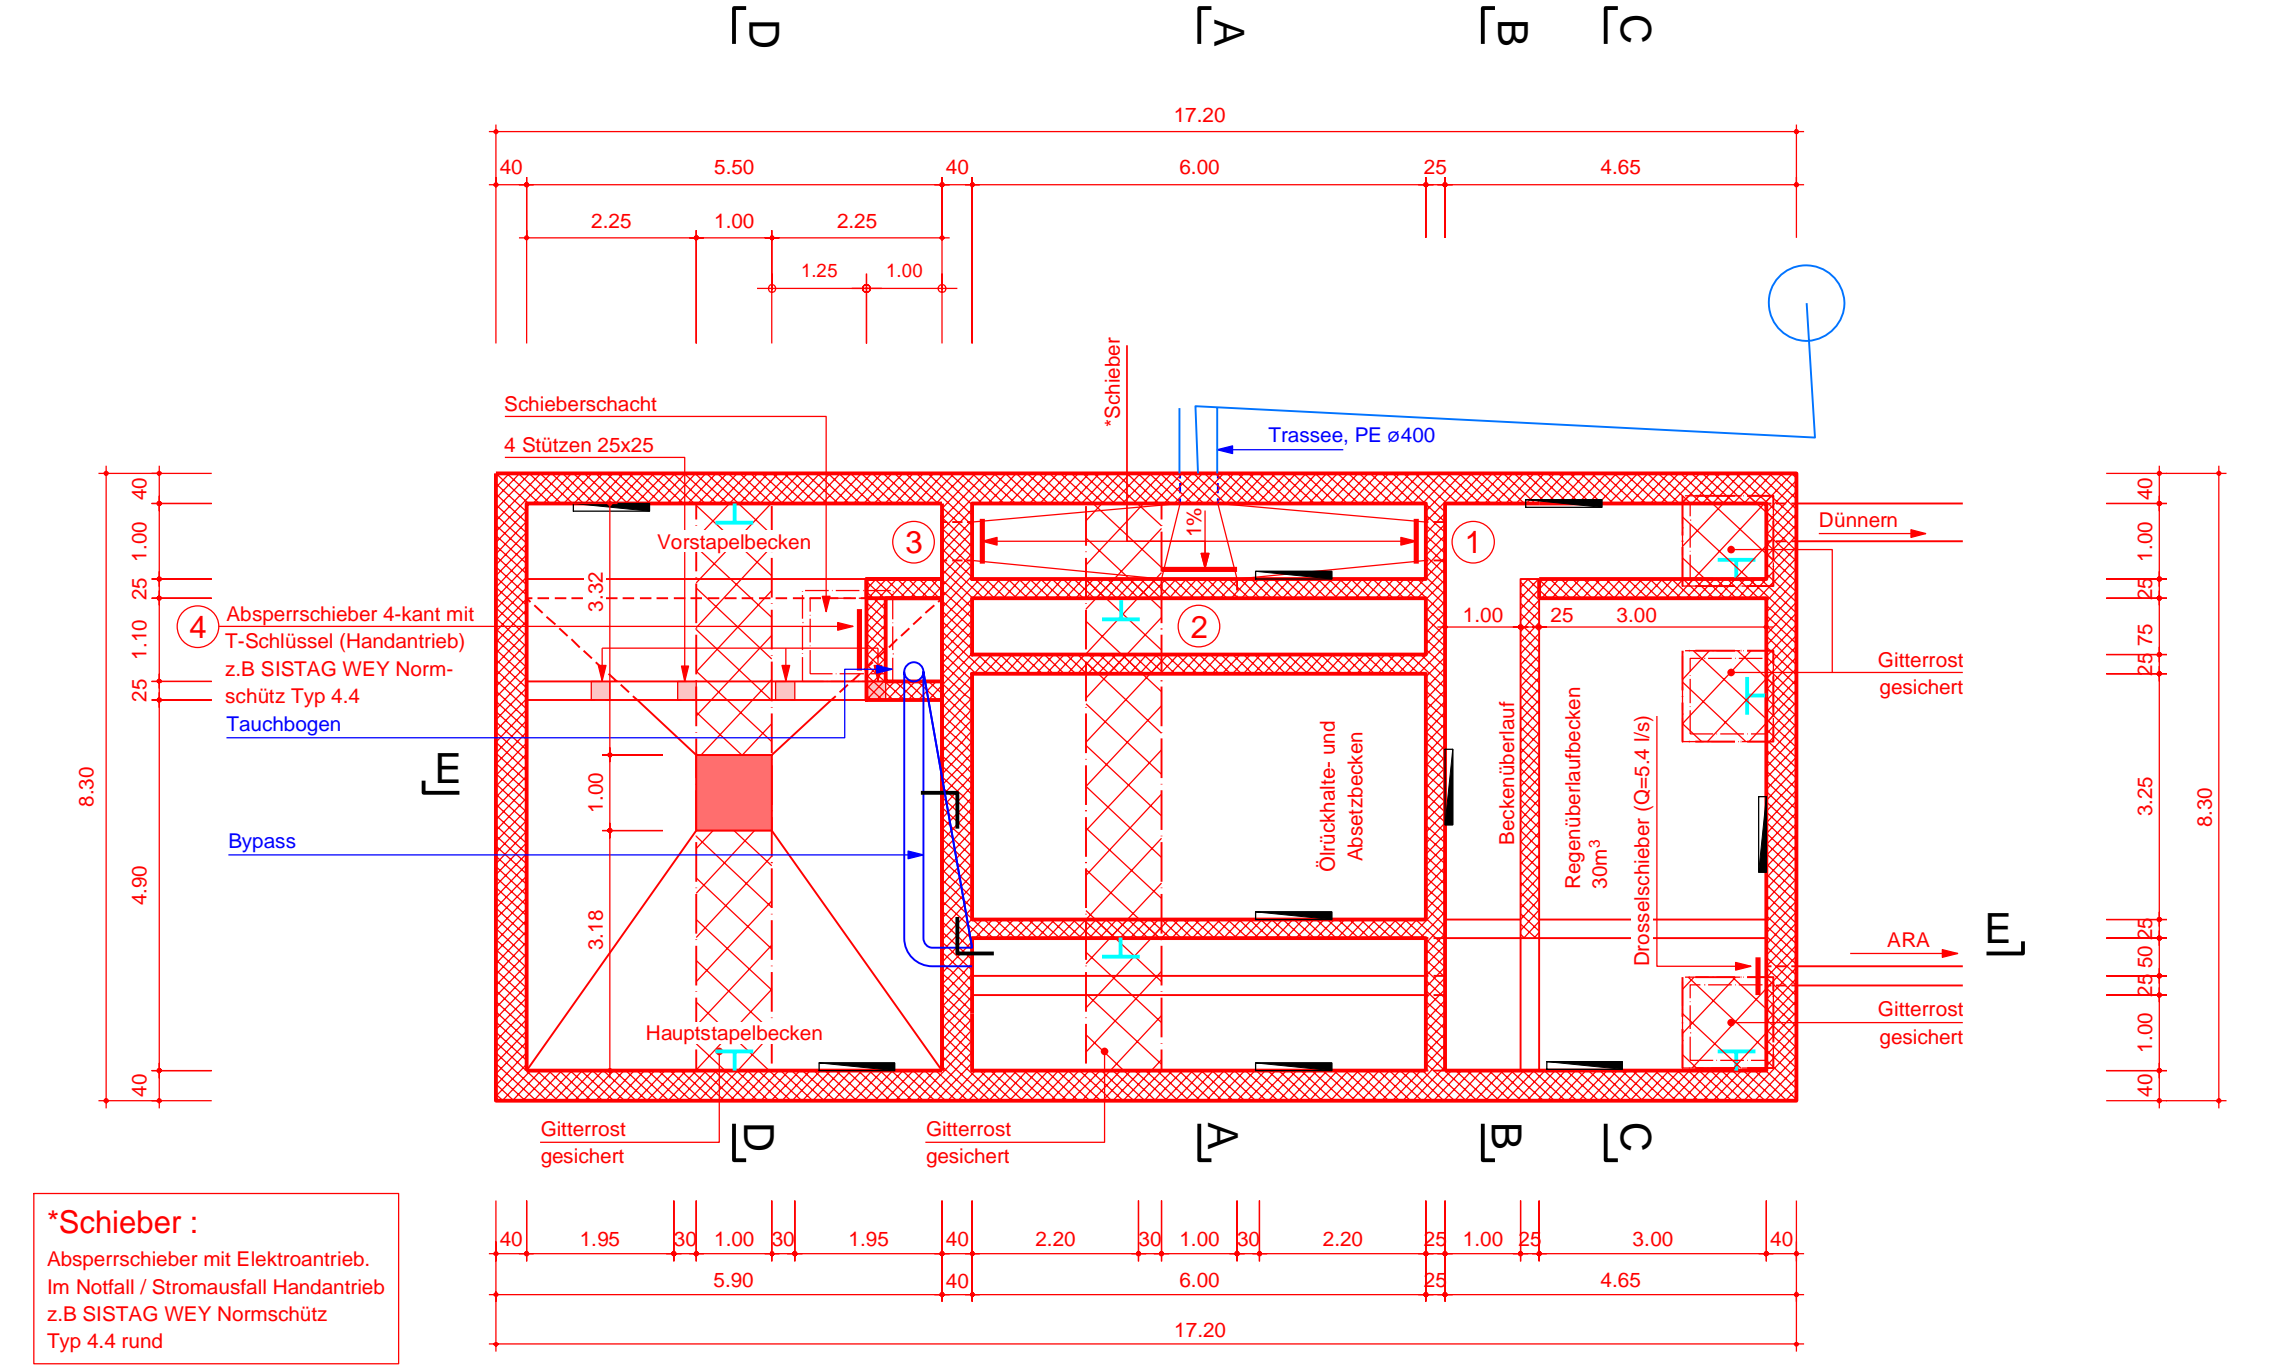 D
A
B
C
17.20
40
5.50
40
6.00
25
4.65
2.25
1.00
2.25
1.25
1.00
*Schieber
Schieberschacht
4 Stützen 25x25
Trassee, PE ø400
40
1.00
25
1.10
25
4.90
40
8.30
Vorstapelbecken
3.32
3
1%
1
2
Dünnern
4
Absperrschieber 4-kant mit
T-Schlüssel (Handantrieb)
z.B SISTAG WEY Norm-
schütz Typ 4.4
Tauchbogen
1.00
25
3.00
Gitterrost
gesichert
E
Bypass
1.00
3.18
Ölrückhalte- und
Absetzbecken
Beckenüberlauf
Regenüberlaufbecken
30m³
Drosselschieber (Q=5.4 l/s)
ARA
E
Hauptstapelbecken
Gitterrost
gesichert
40
1.00
25
75
25
3.25
25
50
25
1.00
40
8.30
Gitterrost
gesichert
Gitterrost
gesichert
D
A
B
C
40
1.95
30
1.00
30
1.95
40
2.20
30
1.00
30
2.20
25
1.00
25
3.00
40
5.90
40
6.00
25
4.65
17.20
*Schieber :
Absperrschieber mit Elektroantrieb.
Im Notfall / Stromausfall Handantrieb
z.B SISTAG WEY Normschütz
Typ 4.4 rund